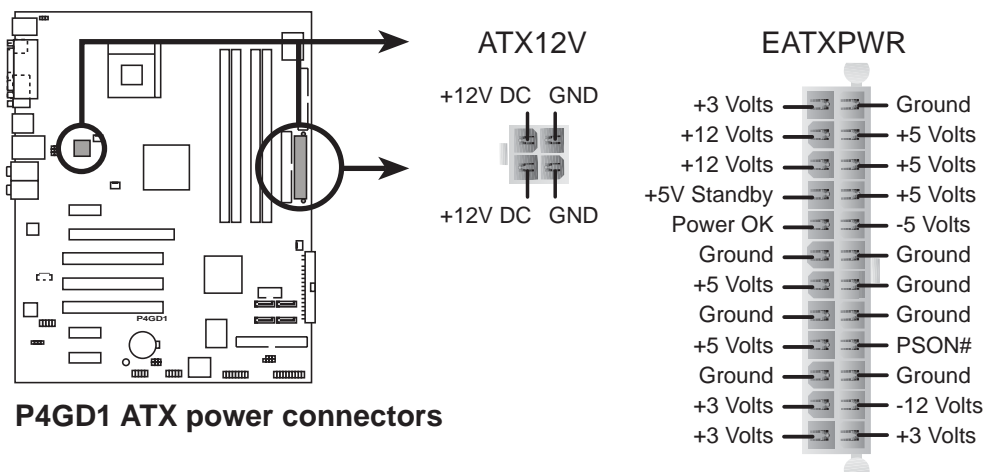 ATX12V
EATXPWR
+12V DC GND
+12V DC GND
+3 Volts Ground
+12 Volts +5 Volts
+12 Volts +5 Volts
+5V Standby +5 Volts
Power OK -5 Volts
Ground Ground
+5 Volts Ground
Ground Ground
+5 Volts PSON#
Ground Ground
+3 Volts -12 Volts
+3 Volts +3 Volts
P4GD1
P4GD1 ATX power connectors